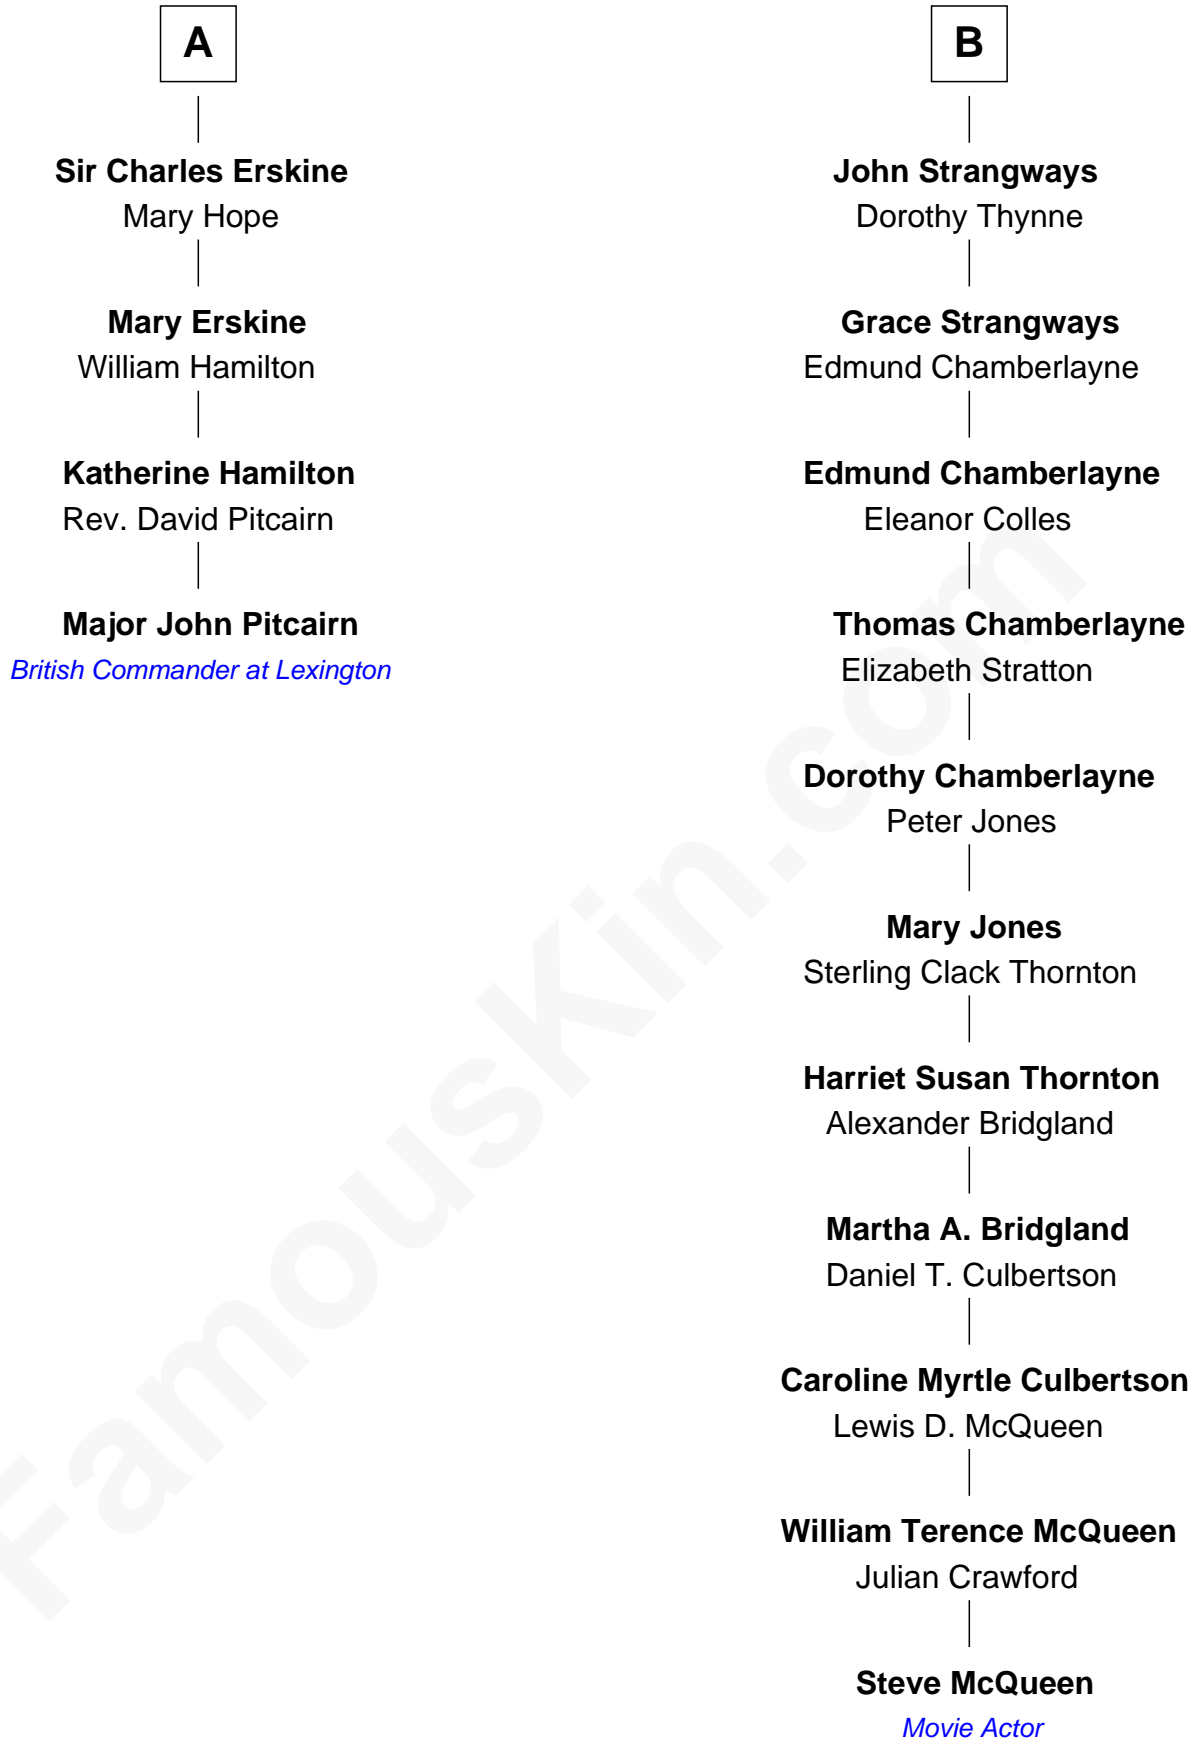 A
Sir Charles Erskine
Mary Hope
Mary Erskine
William Hamilton
Katherine Hamilton
Rev. David Pitcairn
Major John Pitcairn
British Commander at Lexington
B
John Strangways
Dorothy Thynne
Grace Strangways
Edmund Chamberlayne
Edmund Chamberlayne
Eleanor Colles
Thomas Chamberlayne
Elizabeth Stratton
Dorothy Chamberlayne
Peter Jones
Mary Jones
Sterling Clack Thornton
Harriet Susan Thornton
Alexander Bridgland
Martha A. Bridgland
Daniel T. Culbertson
Caroline Myrtle Culbertson
Lewis D. McQueen
William Terence McQueen
Julian Crawford
Steve McQueen
Movie Actor
FamousKin.com